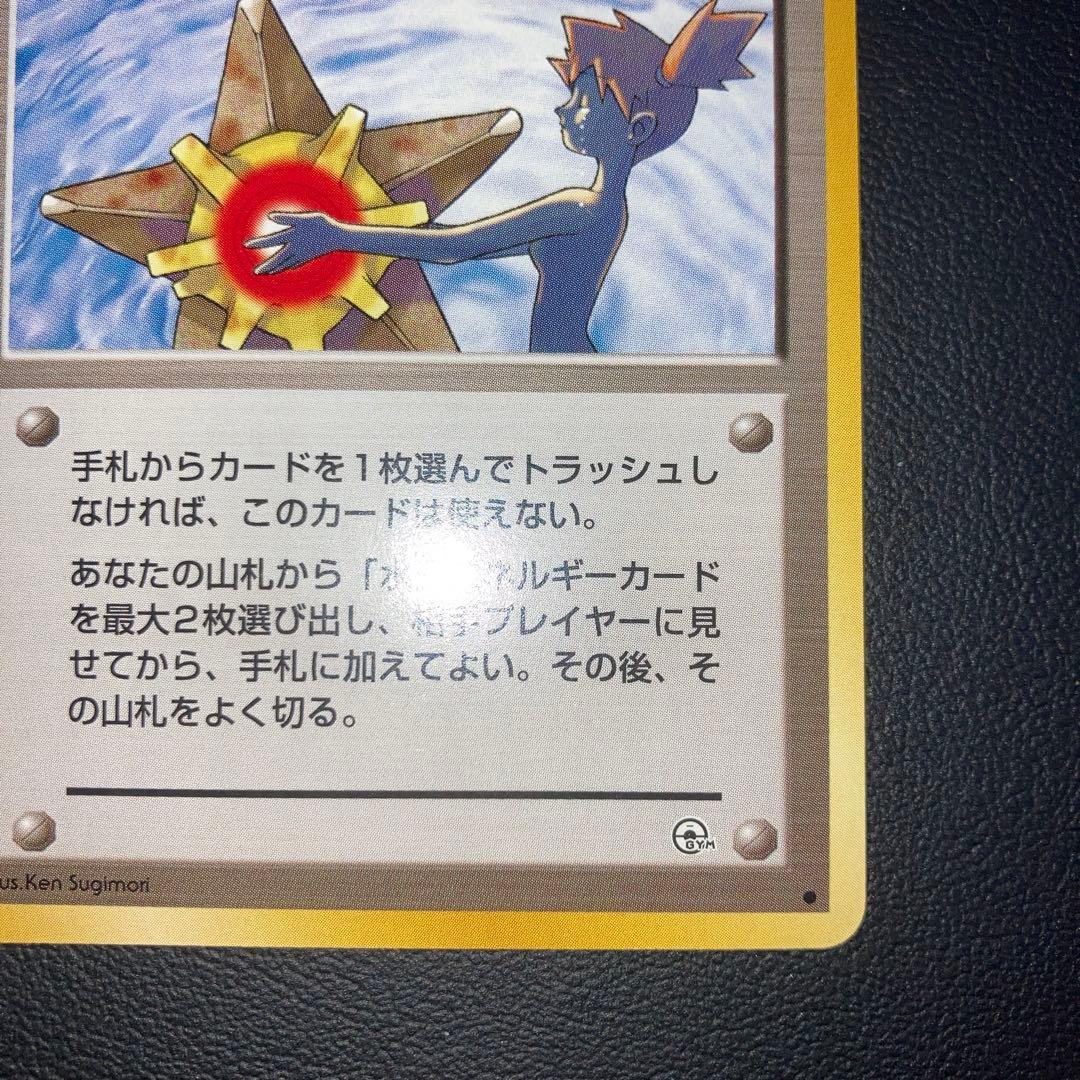 手札からカードを1枚選んでトラッシュし
なければ、このカードは使えない。
あなたの山札から「ルギーカード
を最大2枚選び出し、相手プレイヤーに見
せてから、手札に加えてよい。その後、そ
の山札をよく切る。
GYM
us.Ken Sugimori